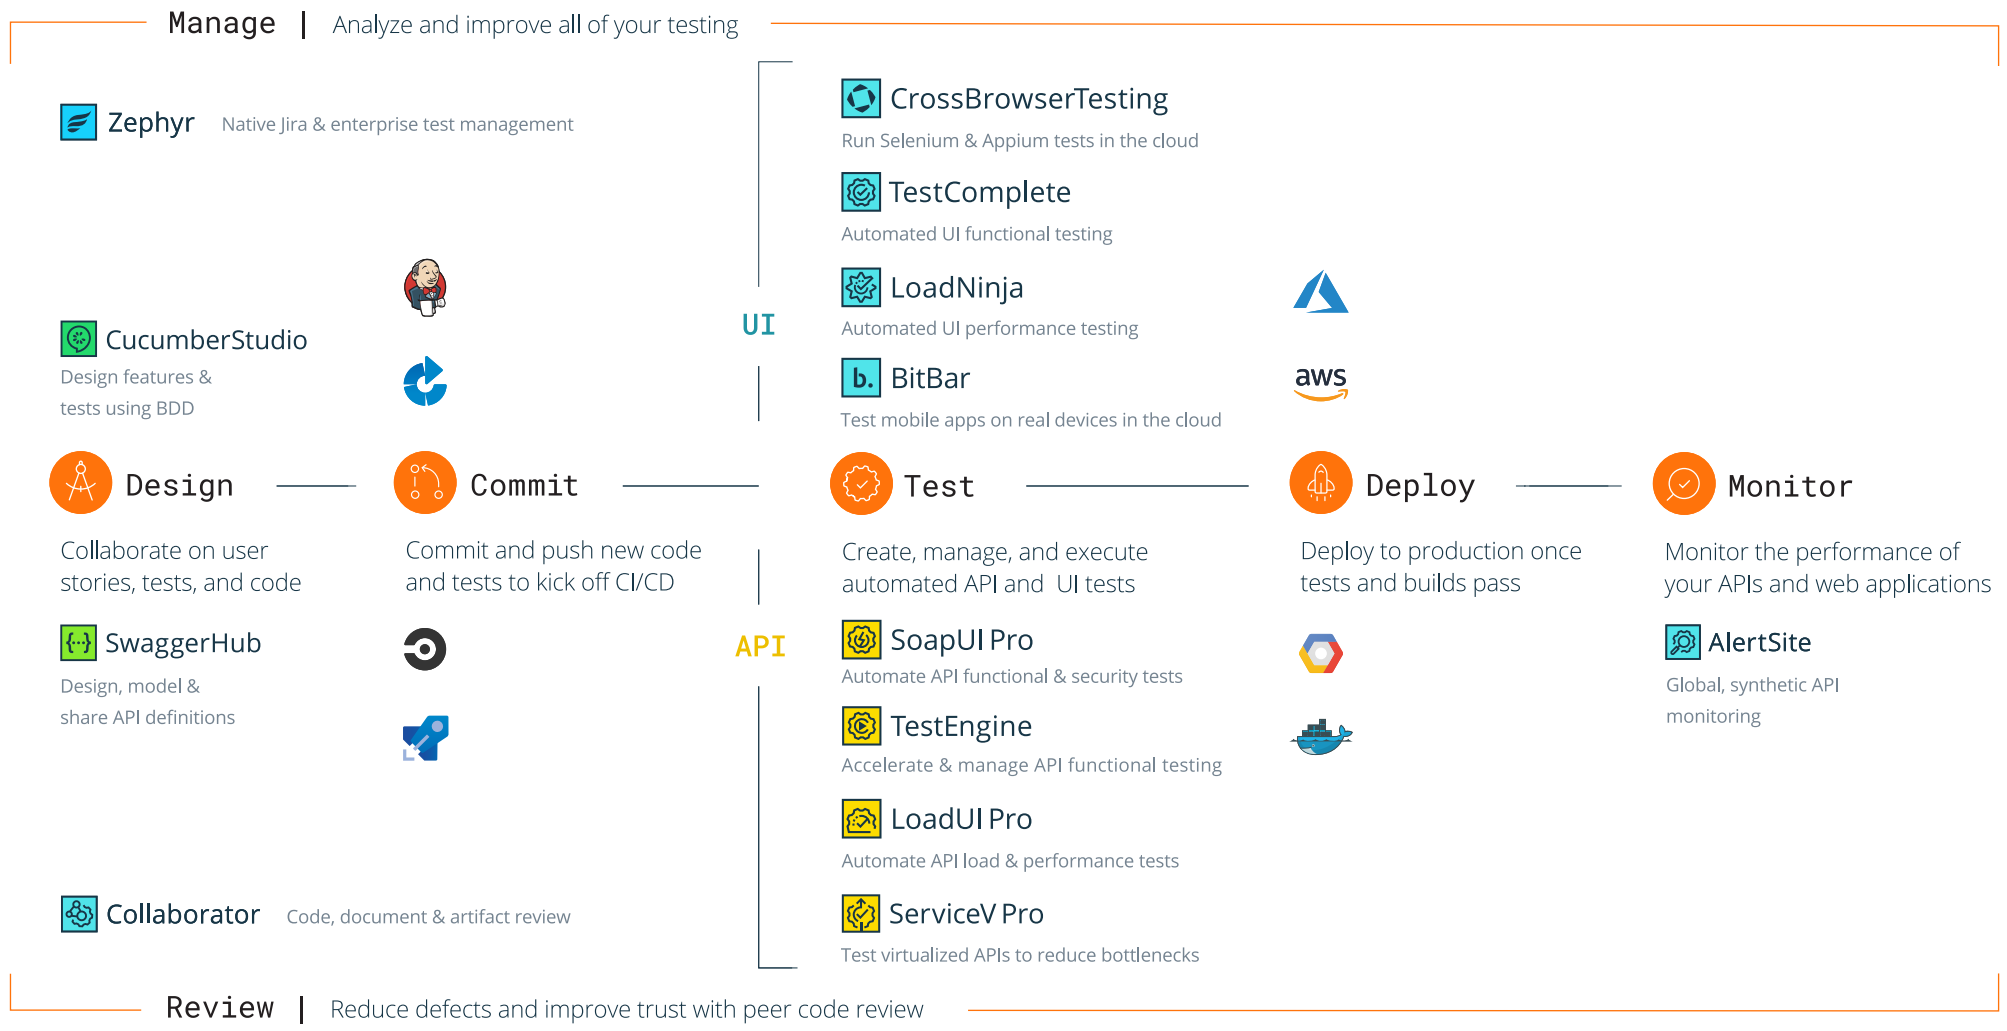 Manage | Analyze and improve all of your testing
Zephyr Native Jira & enterprise test management
CucumberStudio
Design features &
tests using BDD
UI
CrossBrowserTesting
Run Selenium & Appium tests in the cloud
TestComplete
Automated UI functional testing
LoadNinja
Automated UI performance testing
BitBar
Test mobile apps on real devices in the cloud
b.
aws
Design
Collaborate on user
stories, tests, and code
Commit
Commit and push new code
and tests to kick off CI/CD
Test
Create, manage, and execute
automated API and UI tests
Deploy
Deploy to production once
tests and builds pass
Monitor
Monitor the performance of
your APIs and web applications
{··}
SwaggerHub
Design, model &
share API definitions
API
SoapUI Pro
Automate API functional & security tests
TestEngine
Accelerate & manage API functional testing
LoadUI Pro
Automate API load & performance tests
ServiceV Pro
Test virtualized APIs to reduce bottlenecks
AlertSite
Global, synthetic API
monitoring
Collaborator Code, document & artifact review
Review | Reduce defects and improve trust with peer code review